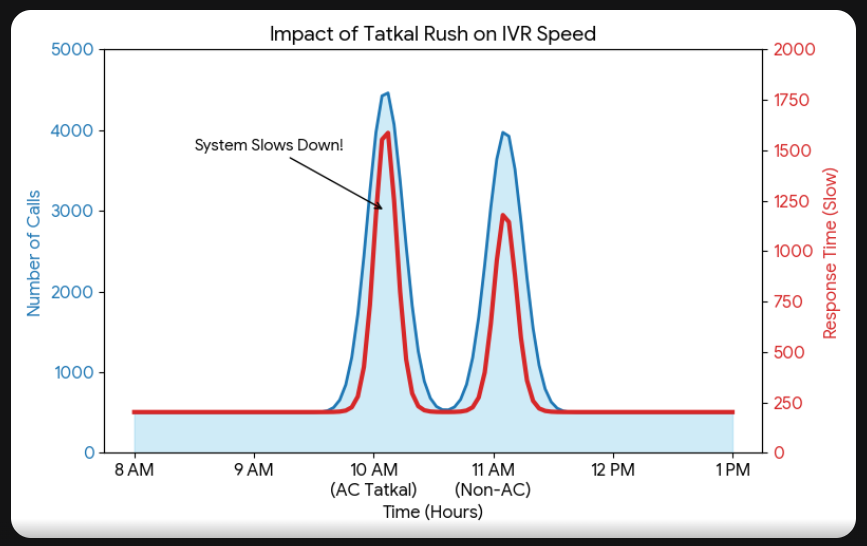 Impact of Tatkal Rush on IVR Speed
5000
4000
3000
2000
1000
0
Number of Calls
System Slows Down!
2000
1750
1500
1250
1000
750
500
250
0
Response Time (Slow)
8 AM
9 AM
10 AM
(AC Tatkal)
11 AM
(Non-AC)
12 PM
1 PM
Time (Hours)